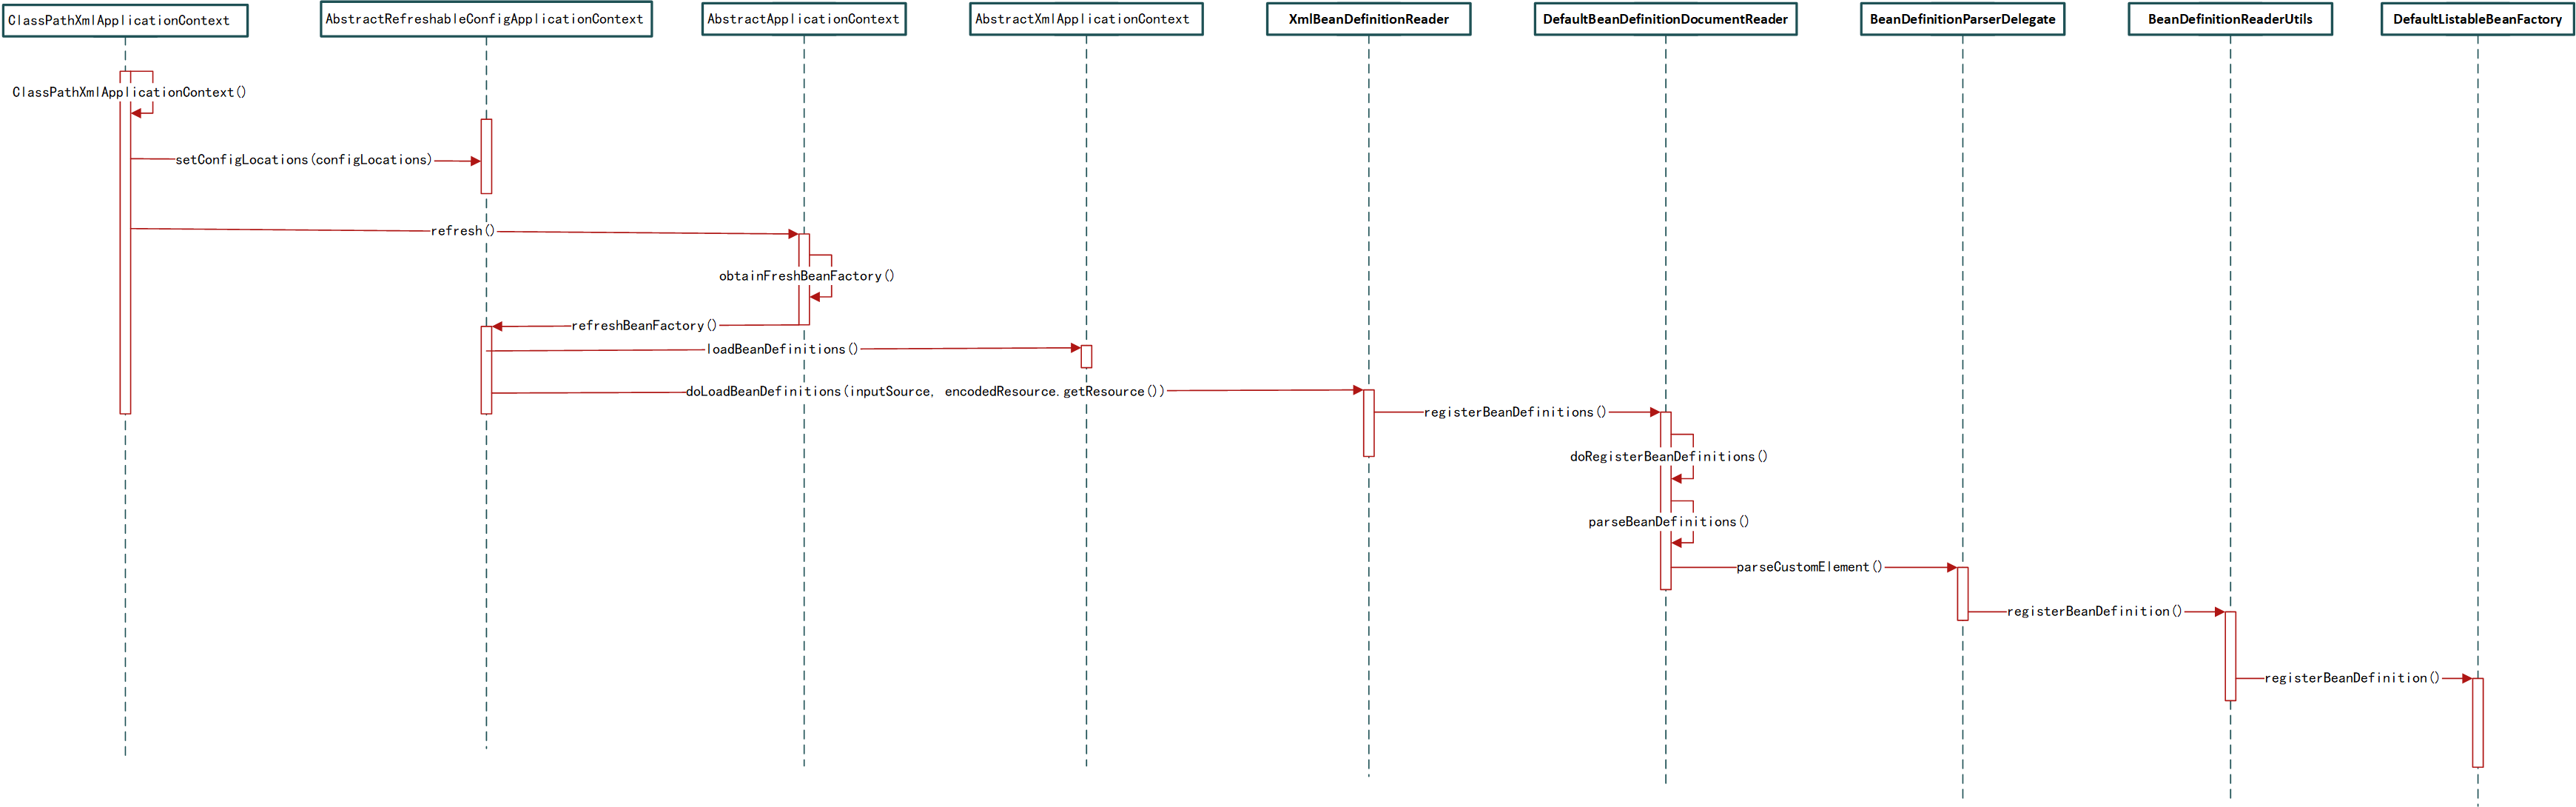 ClassPathXmlApplicationContext
AbstractRefreshableConfigApplicationContext
AbstractApplicationContext
AbstractXmlApplicationContext
XmlBeanDefinitionReader
DefaultBeanDefinitionDocumentReader
BeanDefinitionParserDelegate
BeanDefinitionReaderUtils
DefaultListableBeanFactory
ClassPathXmlApplicationContext()
setConfigLocations(configLocations)
refresh()
obtainFreshBeanFactory()
refreshBeanFactory()
loadBeanDefinitions()
doLoadBeanDefinitions(inputSource, encodedResource.getResource())
registerBeanDefinitions()
doRegisterBeanDefinitions()
parseBeanDefinitions()
parseCustomElement()
registerBeanDefinition()
registerBeanDefinition()